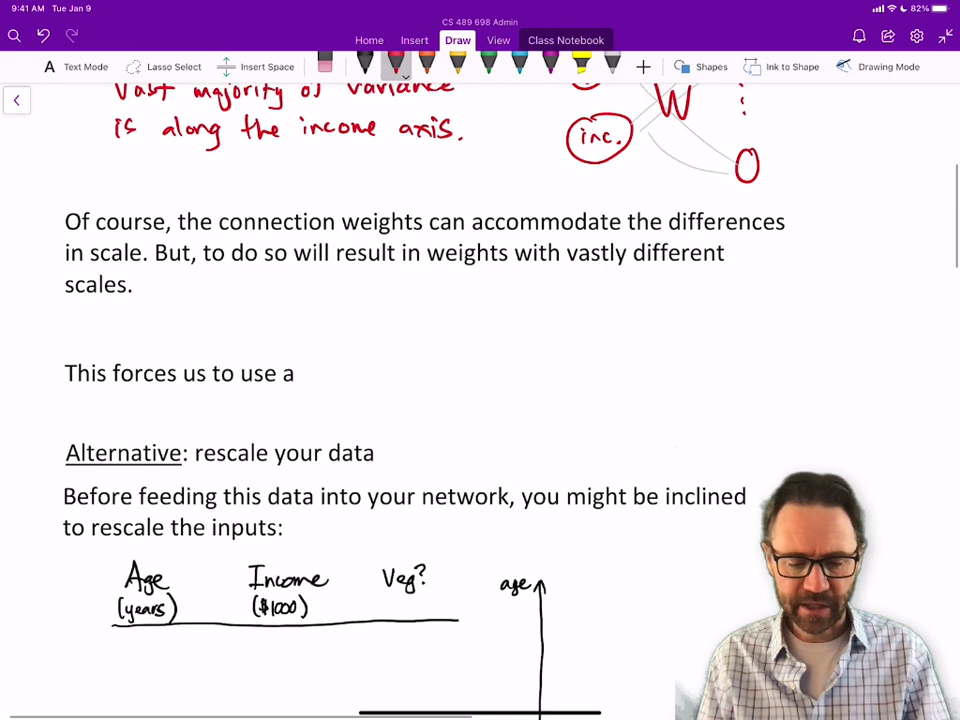 9:41 AM Tue Jan 9
82%
CS 489 698 Admin
Home Insert Draw View Class Notebook
A Text Mode Lasso Select Insert Space Shapes Ink to Shape Drawing Mode
Vast majority of variance
is along the income axis.
W
inc.
Of course, the connection weights can accommodate the differences
in scale. But, to do so will result in weights with vastly different
scales.
This forces us to use a
Alternative: rescale your data
Before feeding this data into your network, you might be inclined
to rescale the inputs:
Age Income Veg?
(years) ($1000)
age